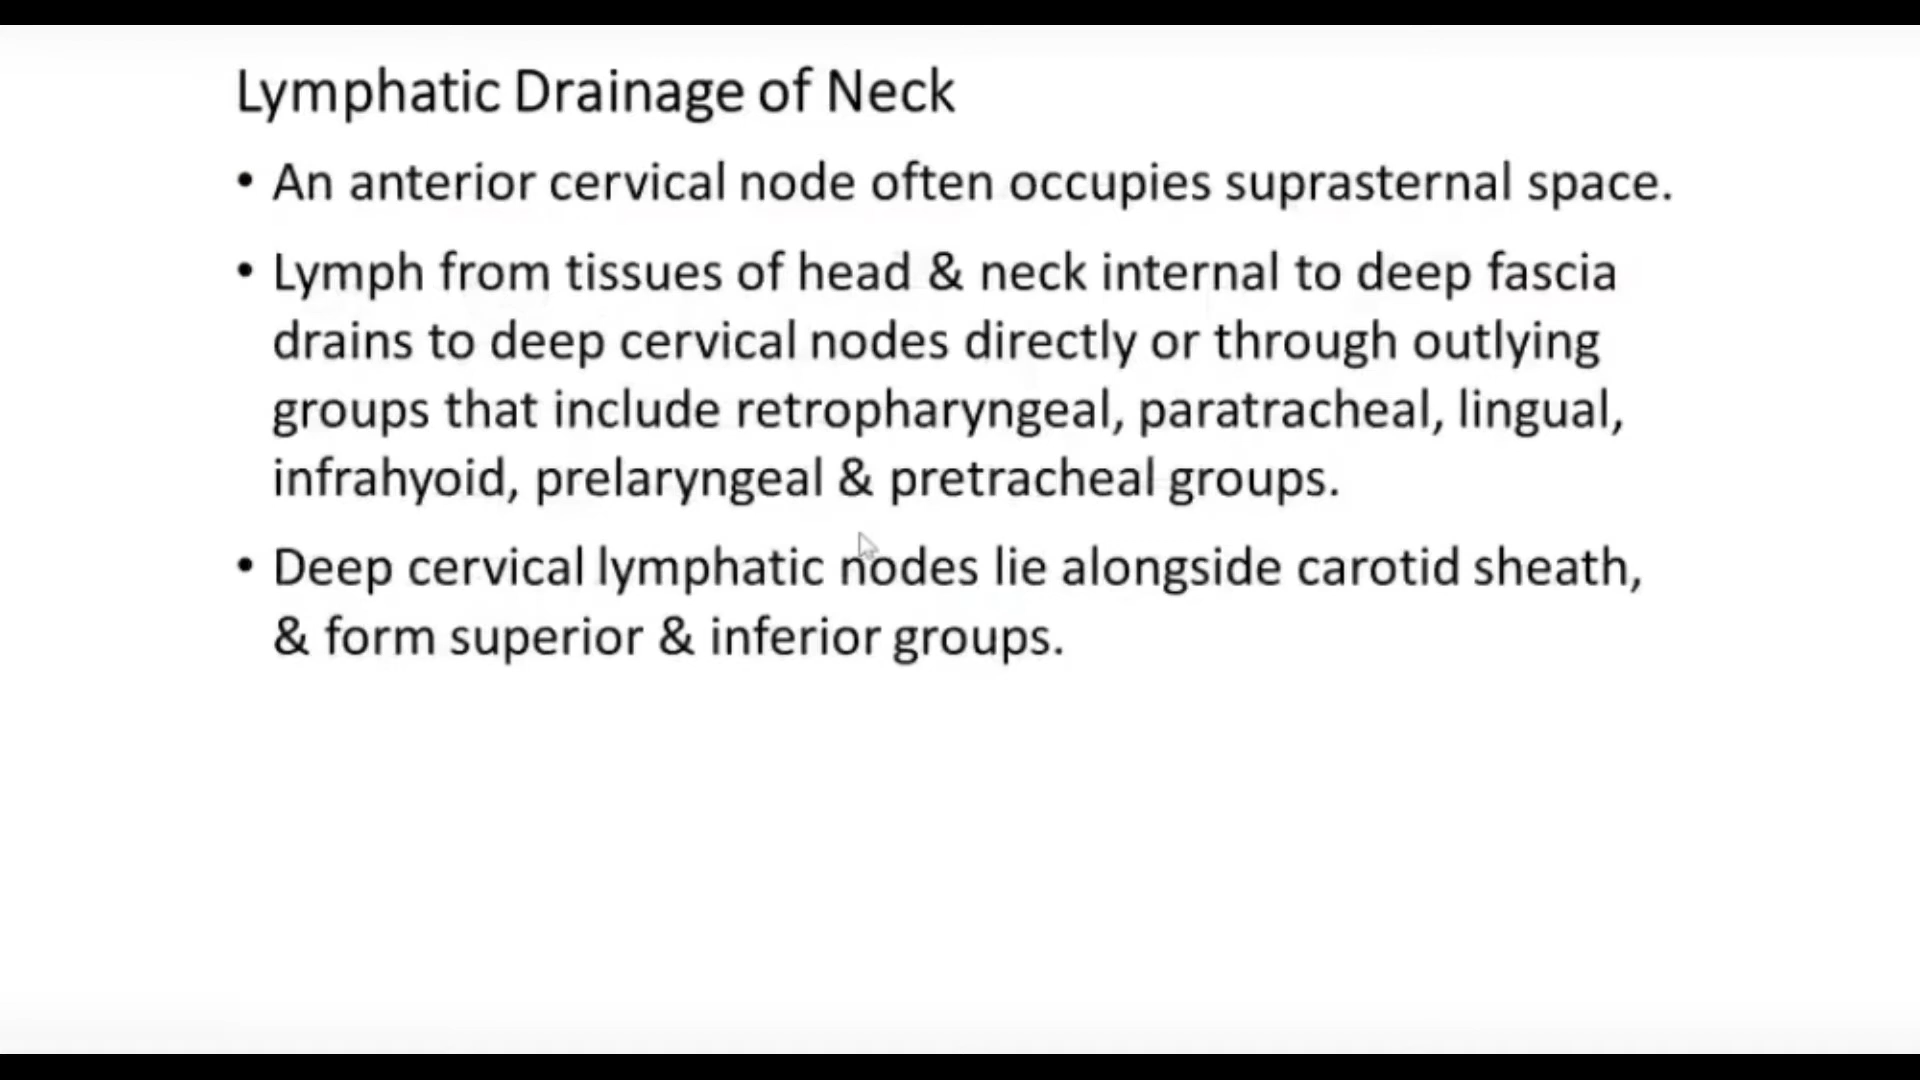 Lymphatic Drainage of Neck
• An anterior cervical node often occupies suprasternal space.
• Lymph from tissues of head & neck internal to deep fascia
drains to deep cervical nodes directly or through outlying
groups that include retropharyngeal, paratracheal, lingual,
infrahyoid, prelaryngeal & pretracheal groups.
• Deep cervical lymphatic nodes lie alongside carotid sheath,
& form superior & inferior groups.